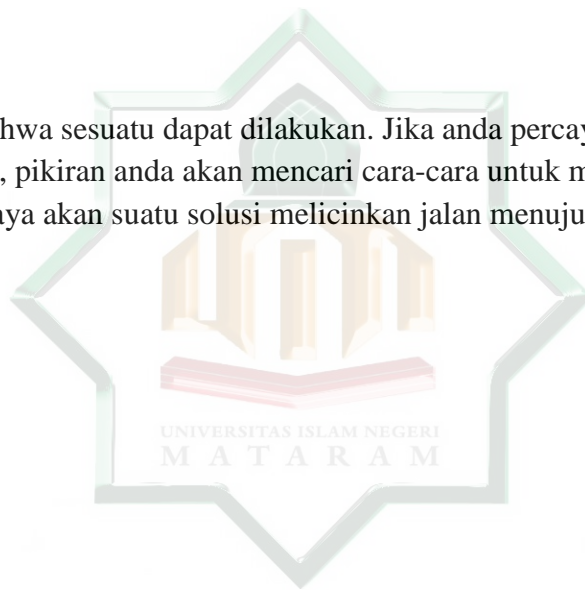 hwa sesuatu dapat dilakukan. Jika anda percay
, pikiran anda akan mencari cara-cara untuk m
aya akan suatu solusi melicinkan jalan menuju
UNIVERSITAS ISLAM NEGERI
MATARAM